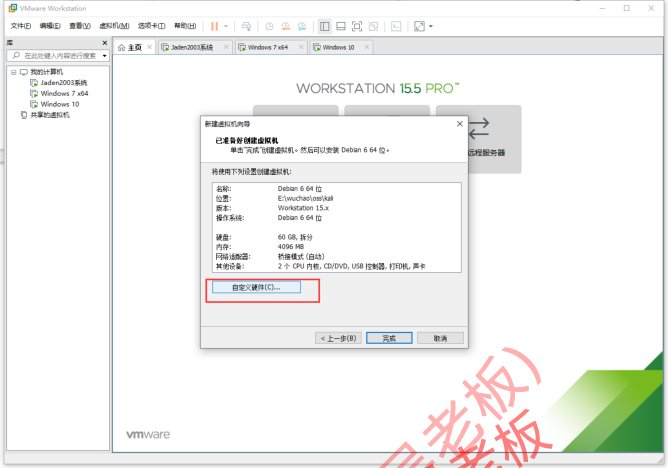 VMware Workstation
文件(F) 编辑(E) 查看(V) 虚拟机(M) 选项卡(T) 帮助(H)
库
在此处键入内容进行搜索
我的计算机
Jaden2003系统
Windows 7 x64
Windows 10
共享的虚拟机
主页 Jaden2003系统 Windows 7 x64 Windows 10
WORKSTATION 15.5 PRO™
远程服务器
新建虚拟机向导
已准备好创建虚拟机
单击“完成”创建虚拟机。然后可以安装 Debian 6 64 位。
将使用下列设置创建虚拟机:
名称: Debian 6 64 位
位置: E:\wuchao\oss\kali
版本: Workstation 15.x
操作系统: Debian 6 64 位
硬盘: 60 GB, 拆分
内存: 4096 MB
网络适配器: 桥接模式 (自动)
其他设备: 2 个 CPU 内核, CD/DVD, USB 控制器, 打印机, 声卡
自定义硬件(C)...
< 上一步(B) 完成 取消
vmware
老板)
老板